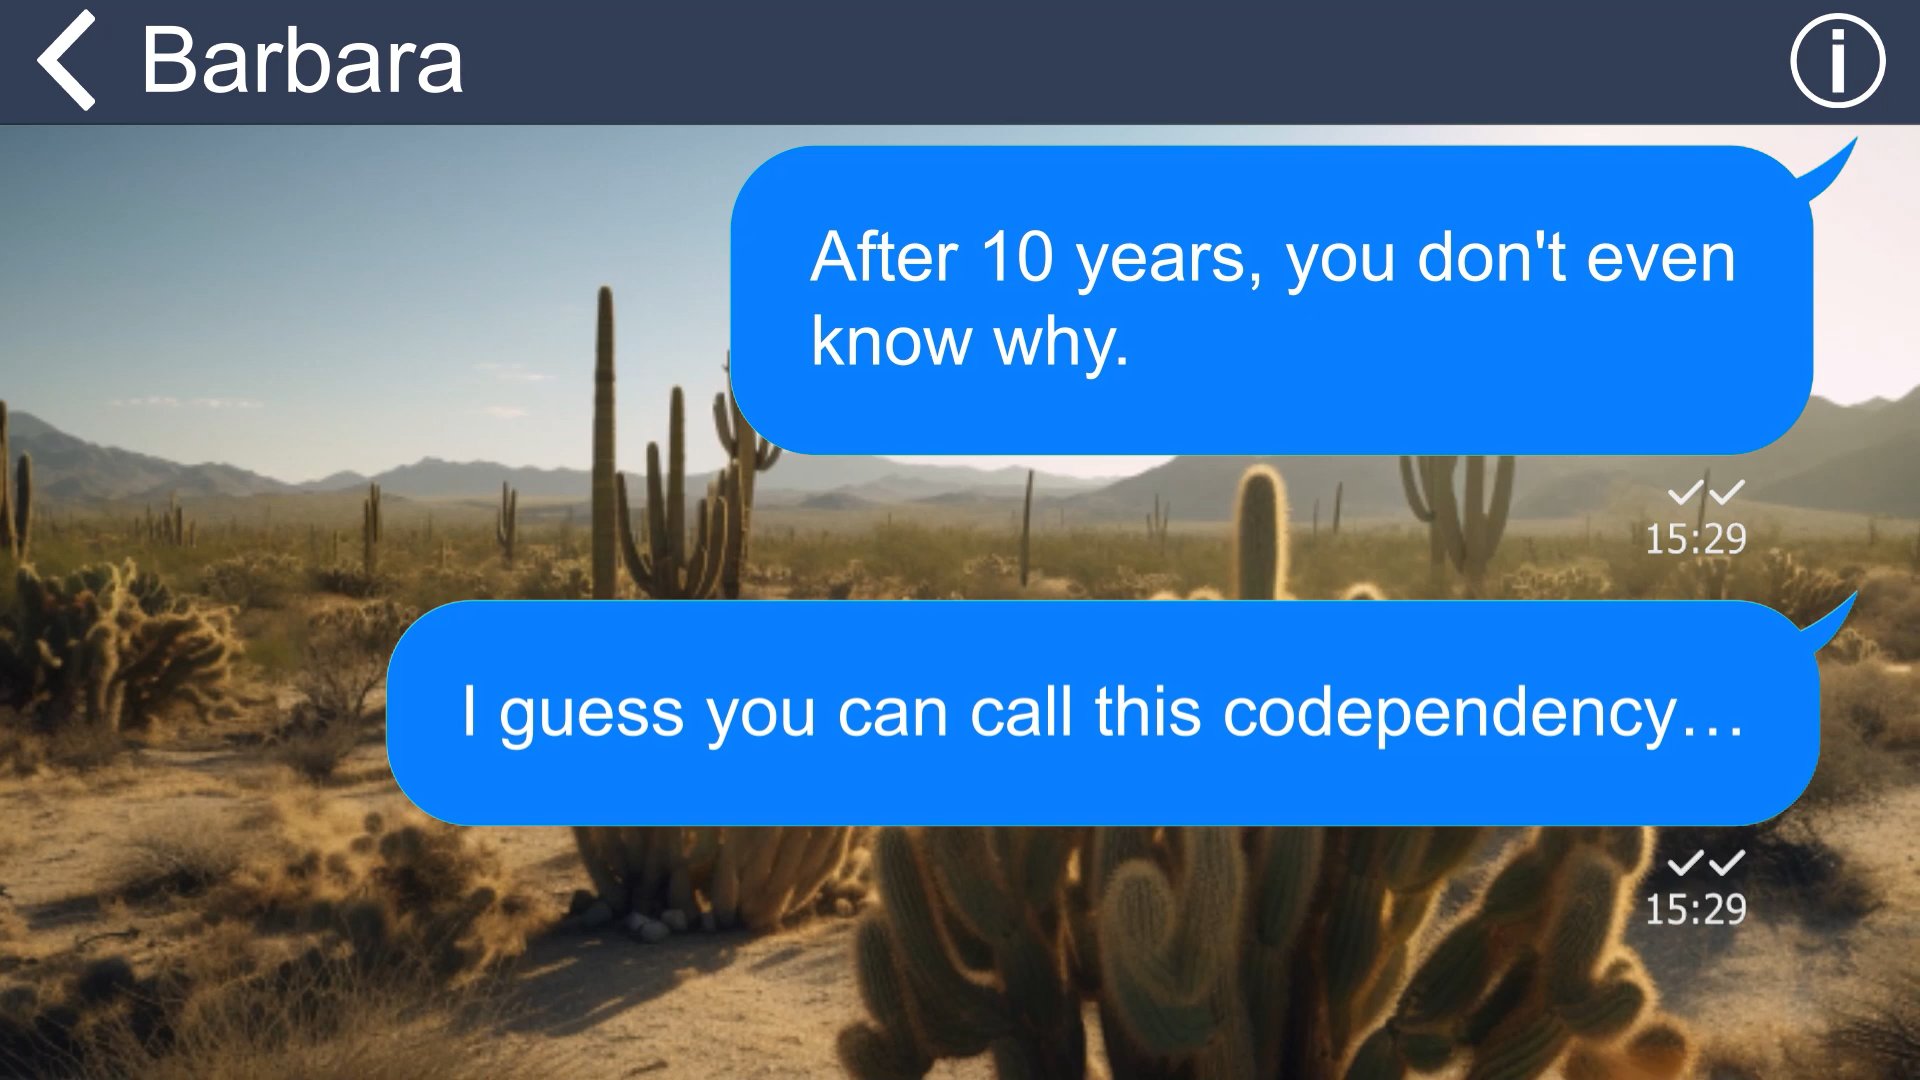 Barbara
After 10 years, you don't even
know why.
15:29
I guess you can call this codependency…
15:29